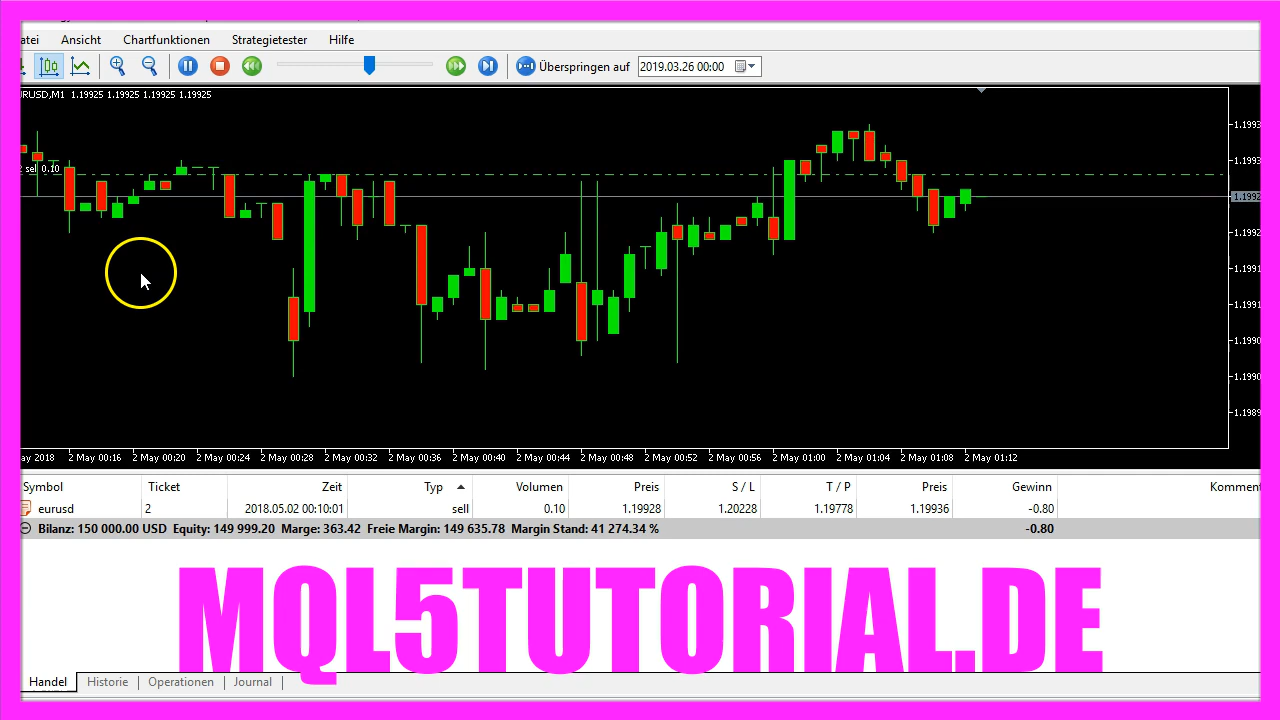 atei Ansicht Chartfunktionen Strategietester Hilfe
Überspringen auf 2019.03.26 00:00
URUSD,M1 1.19925 1.19925 1.19925 1.19925
1.1993
1.1993
2 sell 0.10
1.1992
1.1992
1.1991
1.1991
1.1990
1.1990
1.1989
ay 2018 2 May 00:16 2 May 00:20 2 May 00:24 2 May 00:28 2 May 00:32 2 May 00:36 2 May 00:40 2 May 00:44 2 May 00:48 2 May 00:52 2 May 00:56 2 May 01:00 2 May 01:04 2 May 01:08 2 May 01:12
Symbol Ticket Zeit Typ Volumen Preis S / L T / P Preis Gewinn Kommen
eurusd 2 2018.05.02 00:10:01 sell 0.10 1.19928 1.20228 1.19778 1.19936 -0.80
Bilanz: 150 000.00 USD Equity: 149 999.20 Marge: 363.42 Freie Margin: 149 635.78 Margin Stand: 41 274.34 % -0.80
MQL5TUTORIAL.DE
Handel Historie Operationen Journal